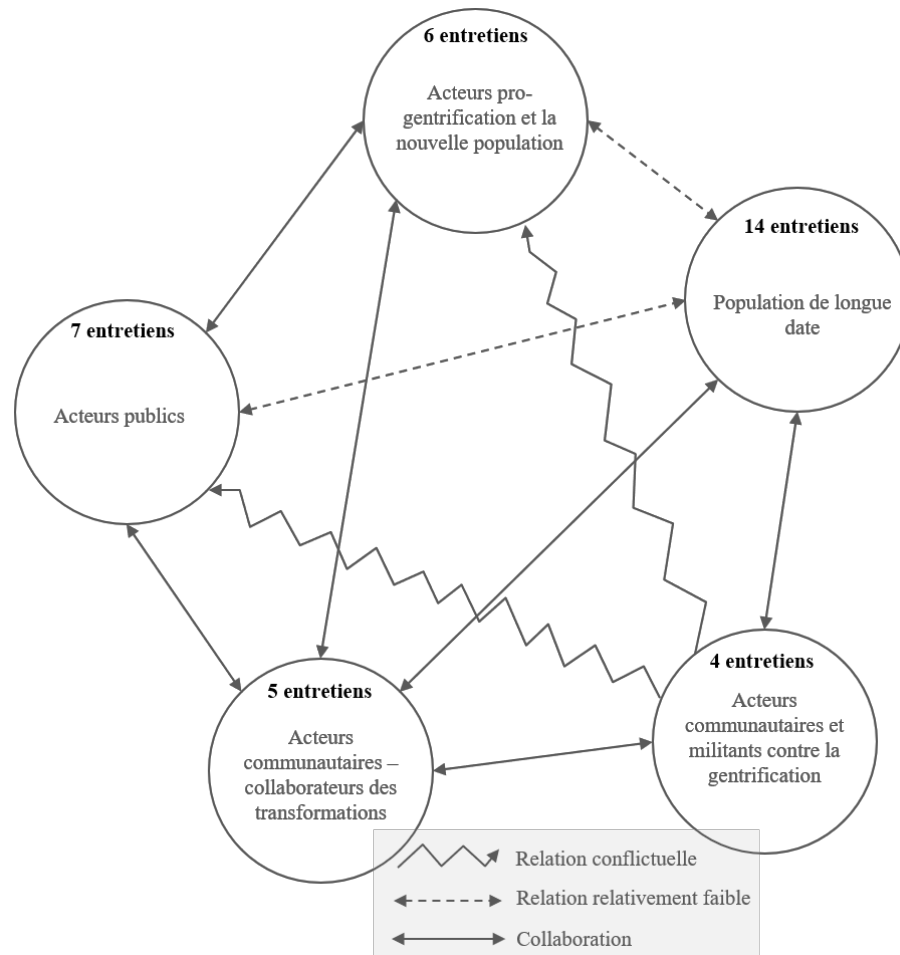 6 entretiens
Acteurs pro-
gentrification et la
nouvelle population
14 entretiens
Population de longue
date
7 entretiens
Acteurs publics
5 entretiens
Acteurs
communautaires –
collaborateurs des
transformations
4 entretiens
Acteurs
communautaires et
militants contre la
gentrification
Relation conflictuelle
Relation relativement faible
Collaboration